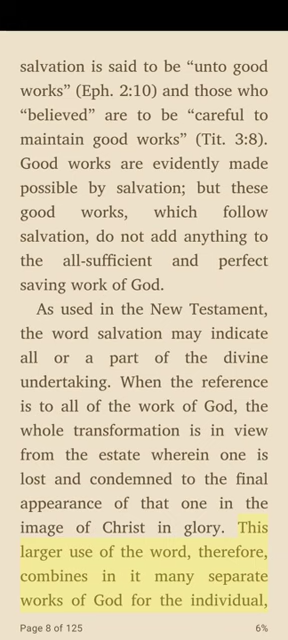 salvation is said to be “unto good
works” (Eph. 2:10) and those who
“believed” are to be “careful to
maintain good works” (Tit. 3:8).
Good works are evidently made
possible by salvation; but these
good works, which follow
salvation, do not add anything to
the all-sufficient and perfect
saving work of God.
As used in the New Testament,
the word salvation may indicate
all or a part of the divine
undertaking. When the reference
is to all of the work of God, the
whole transformation is in view
from the estate wherein one is
lost and condemned to the final
appearance of that one in the
image of Christ in glory. This
larger use of the word, therefore,
combines in it many separate
works of God for the individual,
Page 8 of 125 6%